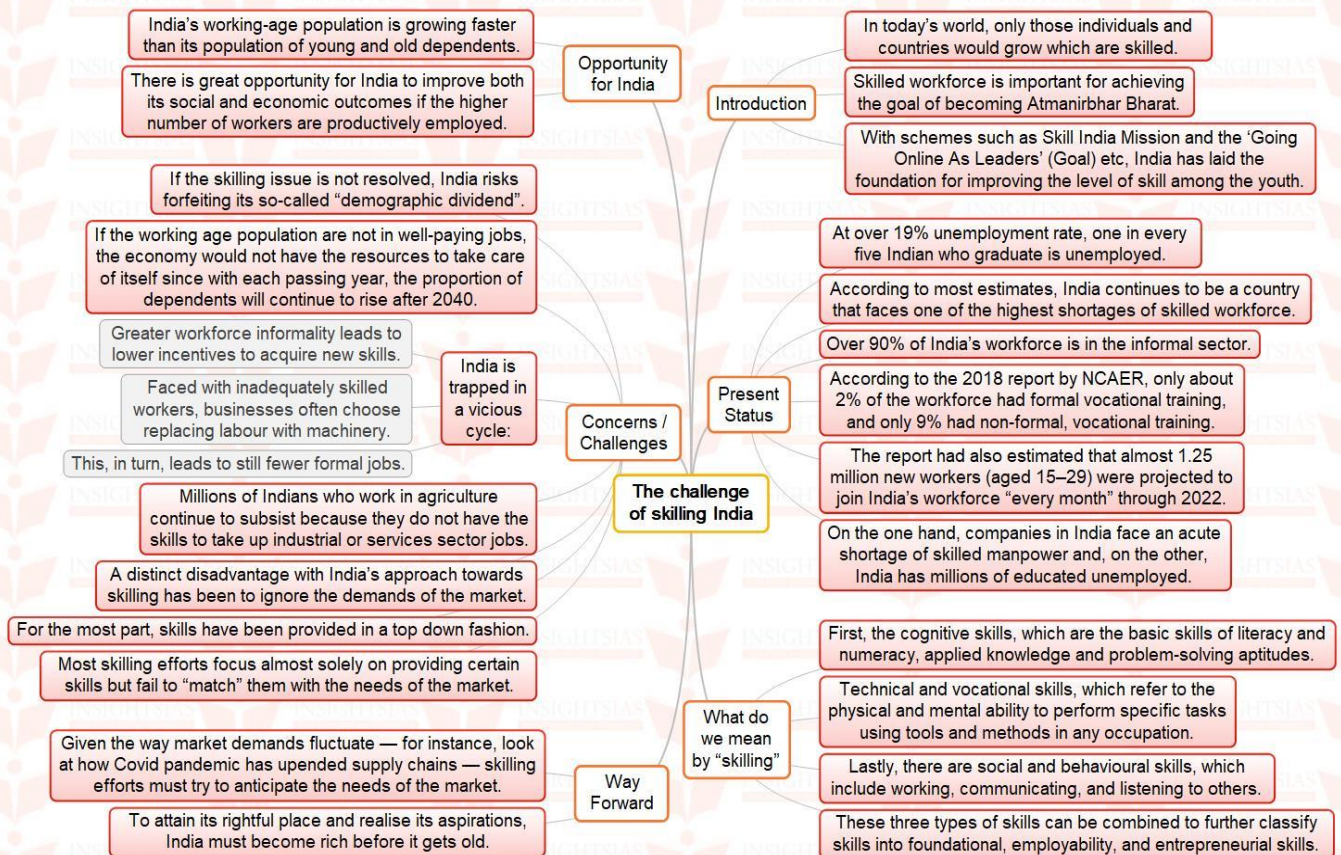 The challenge
of skilling India
Introduction
In today's world, only those individuals and
countries would grow which are skilled.
Skilled workforce is important for achieving
the goal of becoming Atmanirbhar Bharat.
With schemes such as Skill India Mission and the ‘Going
Online As Leaders’ (Goal) etc, India has laid the
foundation for improving the level of skill among the youth.
Present
Status
At over 19% unemployment rate, one in every
five Indian who graduate is unemployed.
According to most estimates, India continues to be a country
that faces one of the highest shortages of skilled workforce.
Over 90% of India’s workforce is in the informal sector.
According to the 2018 report by NCAER, only about
2% of the workforce had formal vocational training,
and only 9% had non-formal, vocational training.
The report had also estimated that almost 1.25
million new workers (aged 15–29) were projected to
join India’s workforce “every month” through 2022.
On the one hand, companies in India face an acute
shortage of skilled manpower and, on the other,
India has millions of educated unemployed.
What do
we mean
by “skilling”
First, the cognitive skills, which are the basic skills of literacy and
numeracy, applied knowledge and problem-solving aptitudes.
Technical and vocational skills, which refer to the
physical and mental ability to perform specific tasks
using tools and methods in any occupation.
Lastly, there are social and behavioural skills, which
include working, communicating, and listening to others.
These three types of skills can be combined to further classify
skills into foundational, employability, and entrepreneurial skills.
Opportunity
for India
India’s working-age population is growing faster
than its population of young and old dependents.
There is great opportunity for India to improve both
its social and economic outcomes if the higher
number of workers are productively employed.
Concerns /
Challenges
If the skilling issue is not resolved, India risks
forfeiting its so-called “demographic dividend”.
If the working age population are not in well-paying jobs,
the economy would not have the resources to take care
of itself since with each passing year, the proportion of
dependents will continue to rise after 2040.
India is
trapped in
a vicious
cycle:
Greater workforce informality leads to
lower incentives to acquire new skills.
Faced with inadequately skilled
workers, businesses often choose
replacing labour with machinery.
This, in turn, leads to still fewer formal jobs.
Millions of Indians who work in agriculture
continue to subsist because they do not have the
skills to take up industrial or services sector jobs.
A distinct disadvantage with India’s approach towards
skilling has been to ignore the demands of the market.
For the most part, skills have been provided in a top down fashion.
Most skilling efforts focus almost solely on providing certain
skills but fail to “match” them with the needs of the market.
Way
Forward
Given the way market demands fluctuate — for instance, look
at how Covid pandemic has upended supply chains — skilling
efforts must try to anticipate the needs of the market.
To attain its rightful place and realise its aspirations,
India must become rich before it gets old.
INSIGHTSIAS